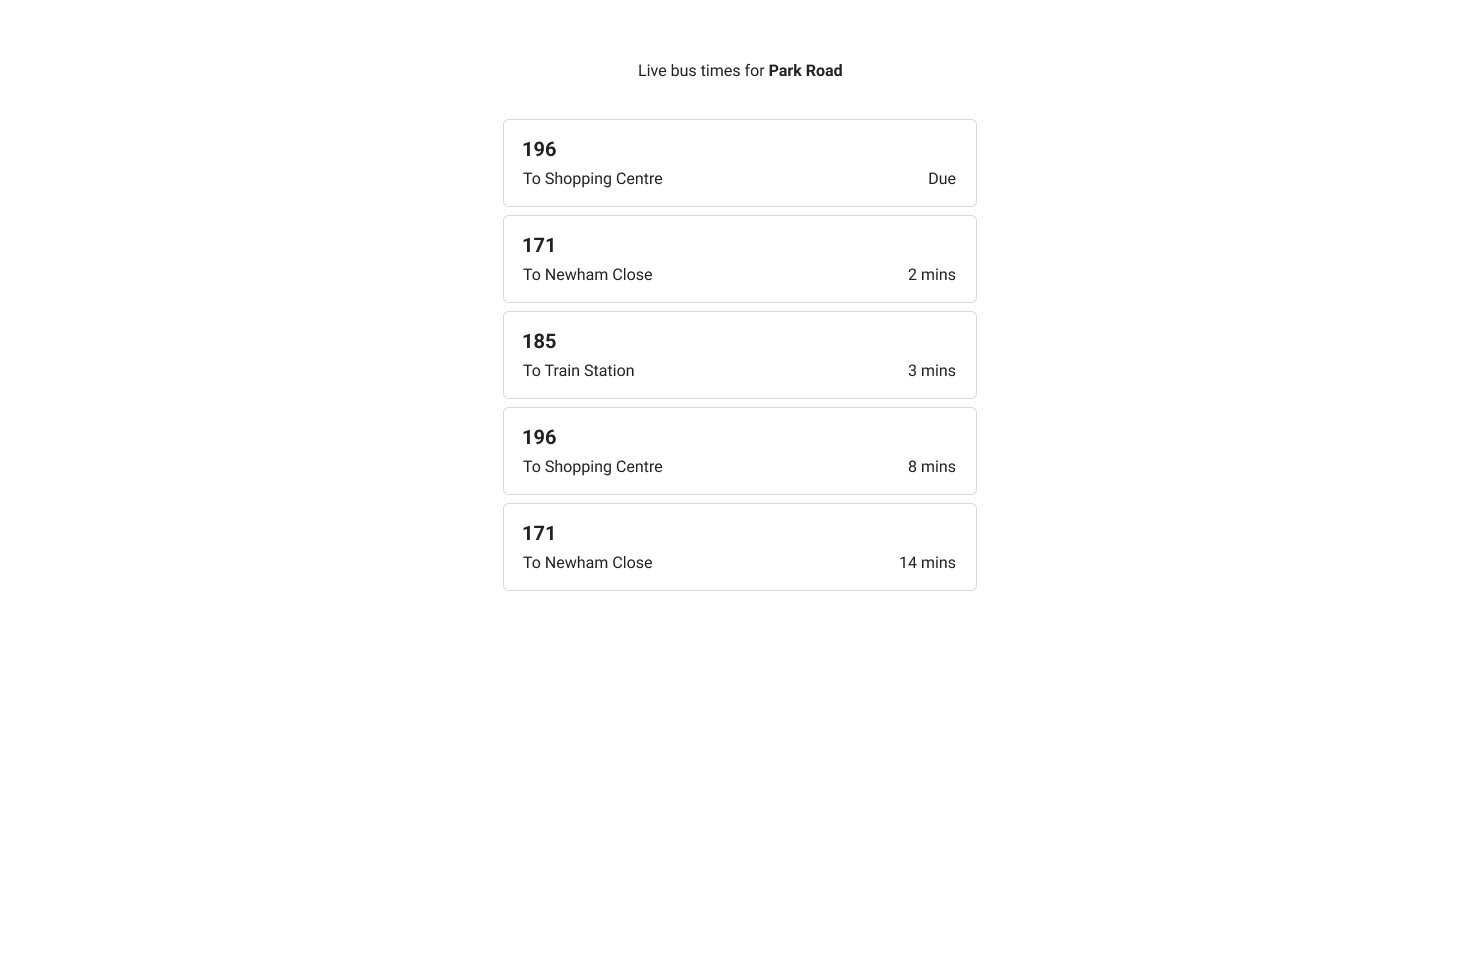 Live bus times for Park Road
196
To Shopping Centre Due
171
To Newham Close 2 mins
185
To Train Station 3 mins
196
To Shopping Centre 8 mins
171
To Newham Close 14 mins